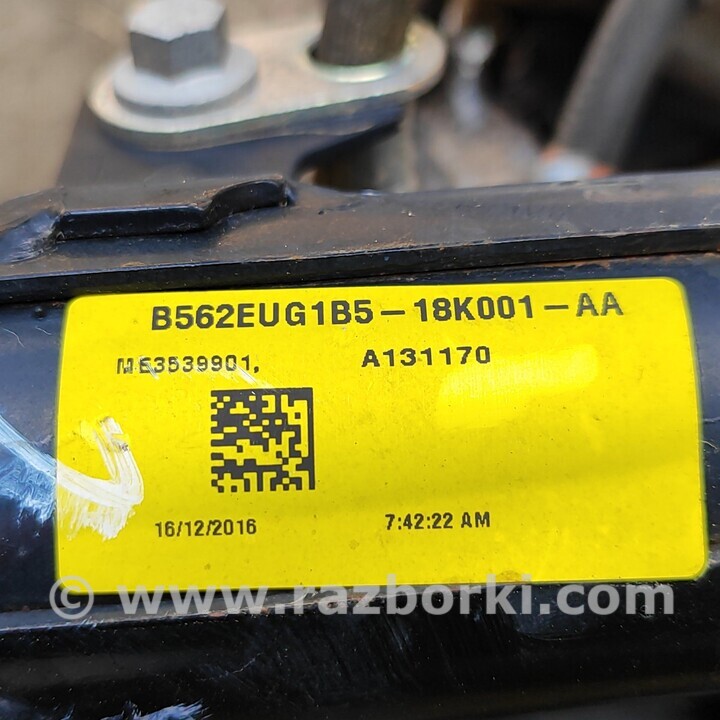 B562EUG1B5-18K001-AA
ME3539901, A131170
16/12/2016 7:42:22 AM
© www.razborki.com